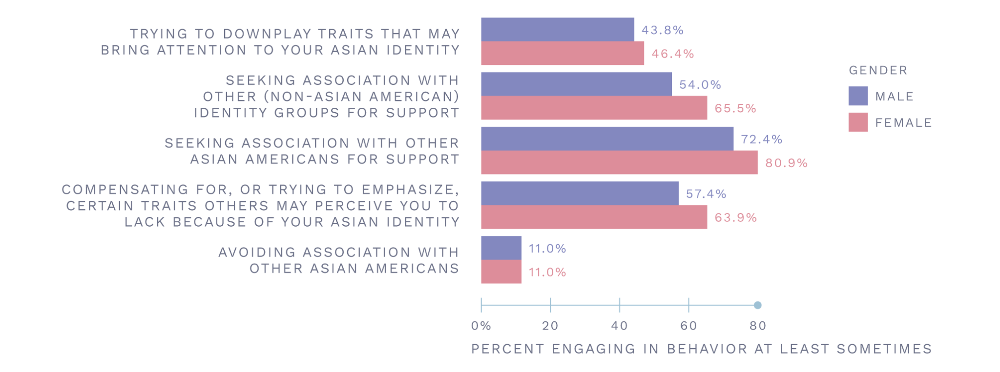 TRYING TO DOWNPLAY TRAITS THAT MAY
BRING ATTENTION TO YOUR ASIAN IDENTITY
43.8%
46.4%
SEEKING ASSOCIATION WITH
OTHER (NON-ASIAN AMERICAN)
IDENTITY GROUPS FOR SUPPORT
54.0%
65.5%
SEEKING ASSOCIATION WITH OTHER
ASIAN AMERICANS FOR SUPPORT
72.4%
80.9%
COMPENSATING FOR, OR TRYING TO EMPHASIZE,
CERTAIN TRAITS OTHERS MAY PERCEIVE YOU TO
LACK BECAUSE OF YOUR ASIAN IDENTITY
57.4%
63.9%
AVOIDING ASSOCIATION WITH
OTHER ASIAN AMERICANS
11.0%
11.0%
0% 20 40 60 80
PERCENT ENGAGING IN BEHAVIOR AT LEAST SOMETIMES
GENDER
MALE
FEMALE